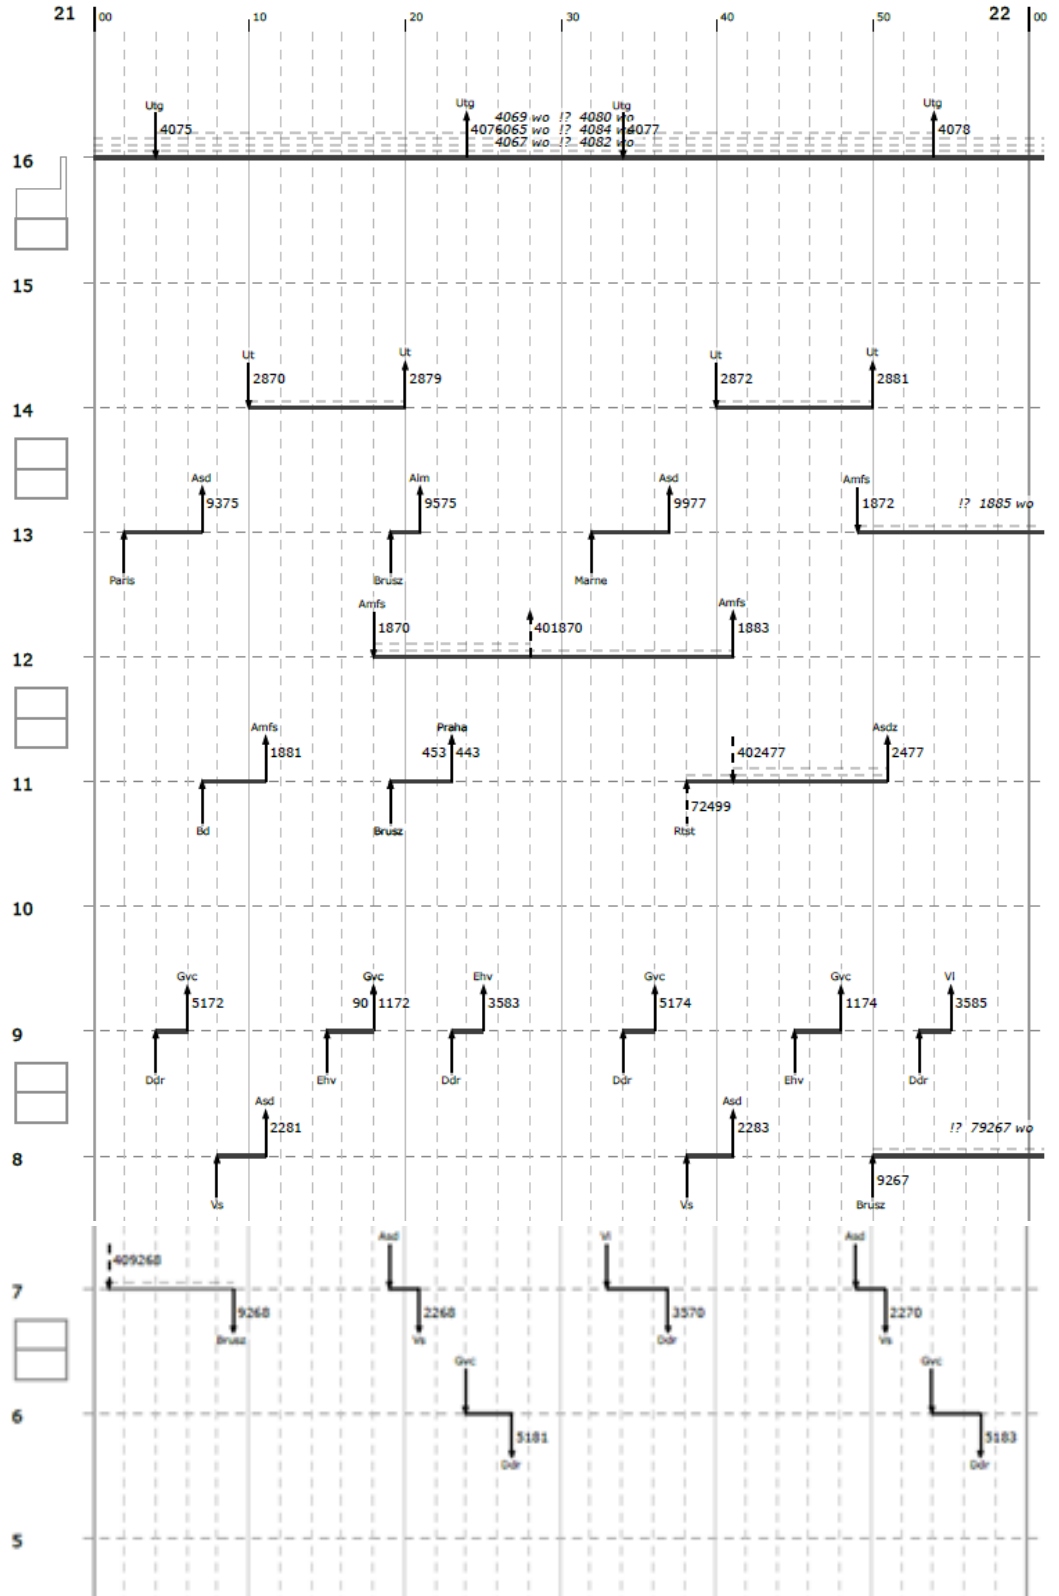 21 00 10 20 30 40 50 22 00
Utg Utg Utg Utg
4069 wo !? 4080 wo
4075 4076 4065 wo !? 4084 wo 4077 4078
4067 wo !? 4082 wo
16
15
Ut Ut Ut Ut
2870 2879 2872 2881
14
Asd Alm Asd Amfs
9375 9575 9977 1872 !? 1885 wo
13
Paris Brusz Marne
Amfs Amfs
1870 401870 1883
12
Amfs Praha Asdz
1881 453 443 402477 2477
11
72499
Bd Brusz Rtst
10
Gvc Gvc Ehv Gvc Gvc Vl
5172 90 1172 3583 5174 1174 3585
9
Ddr Ehv Ddr Ddr Ehv Ddr
Asd Asd
2281 2283 !? 79267 wo
8
9267
Vs Vs Brusz
Asd Vl Asd
409268
7
9268 2268 3570 2270
Brusz Vs Ddr Vs
Gvc Gvc
6
5181 5183
Ddr Ddr
5